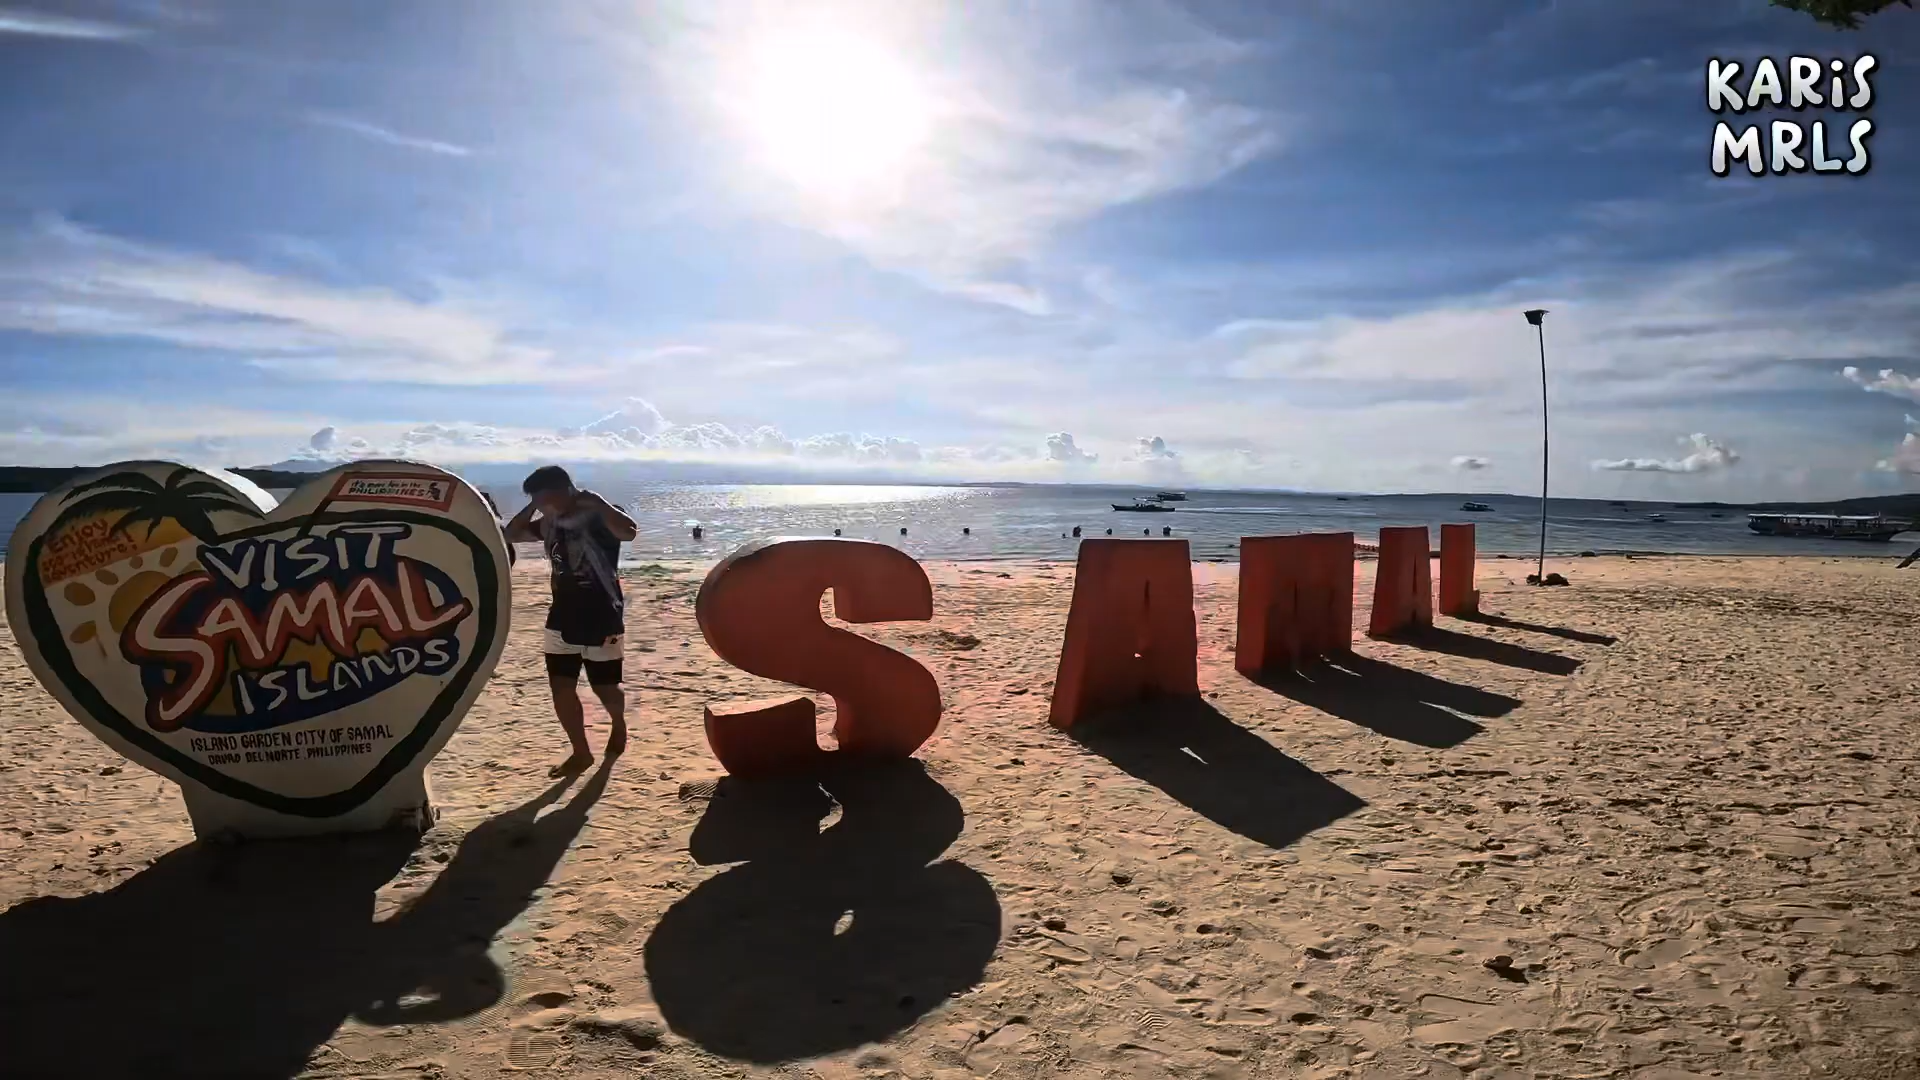 KARiS
MRLS
Enjoy
it's more fun in the
PHILIPPINES
VISIT
SAMAL
ISLANDS
ISLAND GARDEN CITY OF SAMAL
DAVAO DEL NORTE, PHILIPPINES
SAMAL